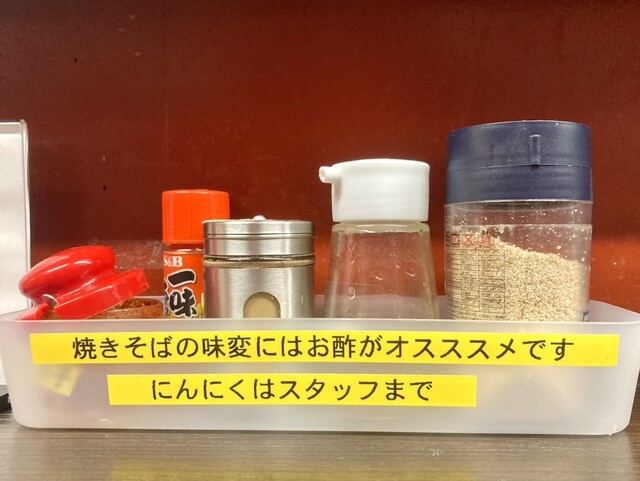 S&B
一味
焼きそばの味変にはお酢がオススメです
にんにくはスタッフまで